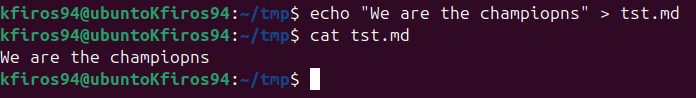 kfiros94@ubuntoKfiros94:~/tmp$ echo "We are the champiopns" > tst.md
kfiros94@ubuntoKfiros94:~/tmp$ cat tst.md
We are the champiopns
kfiros94@ubuntoKfiros94:~/tmp$